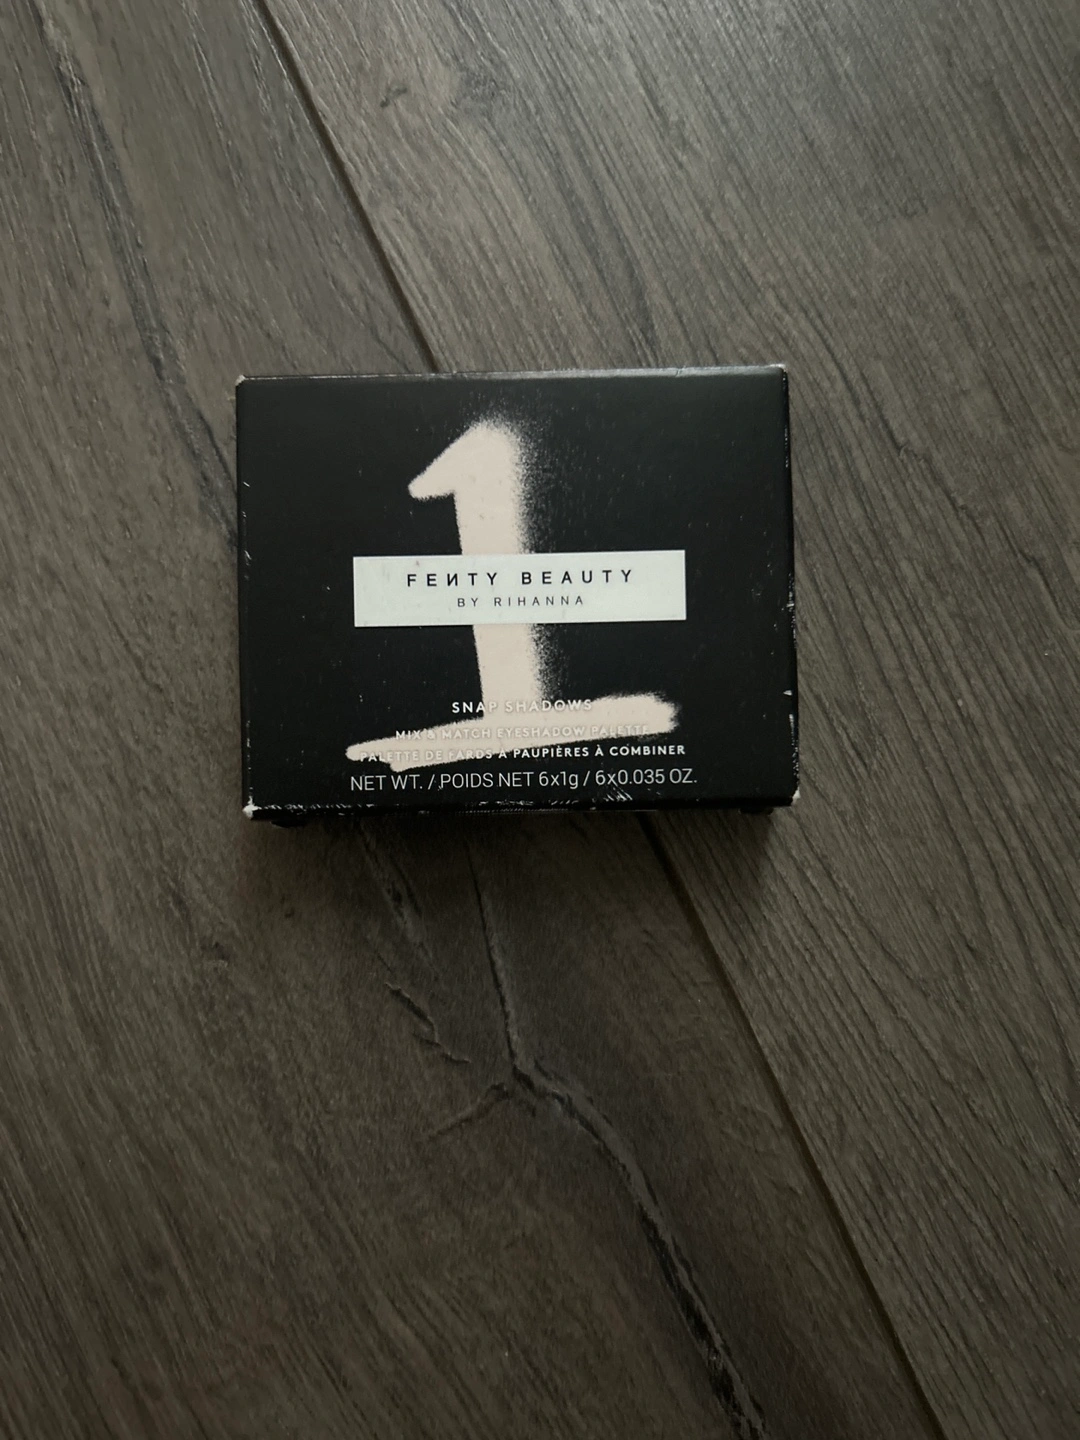 1
FEИTY BEAUTY
BY RIHANNA
SNAP SHADOWS
MIX & MATCH EYESHADOW PALETTE
PALETTE DE FARDS À PAUPIÈRES À COMBINER
NET WT. / POIDS NET 6x1g / 6x0.035 OZ.